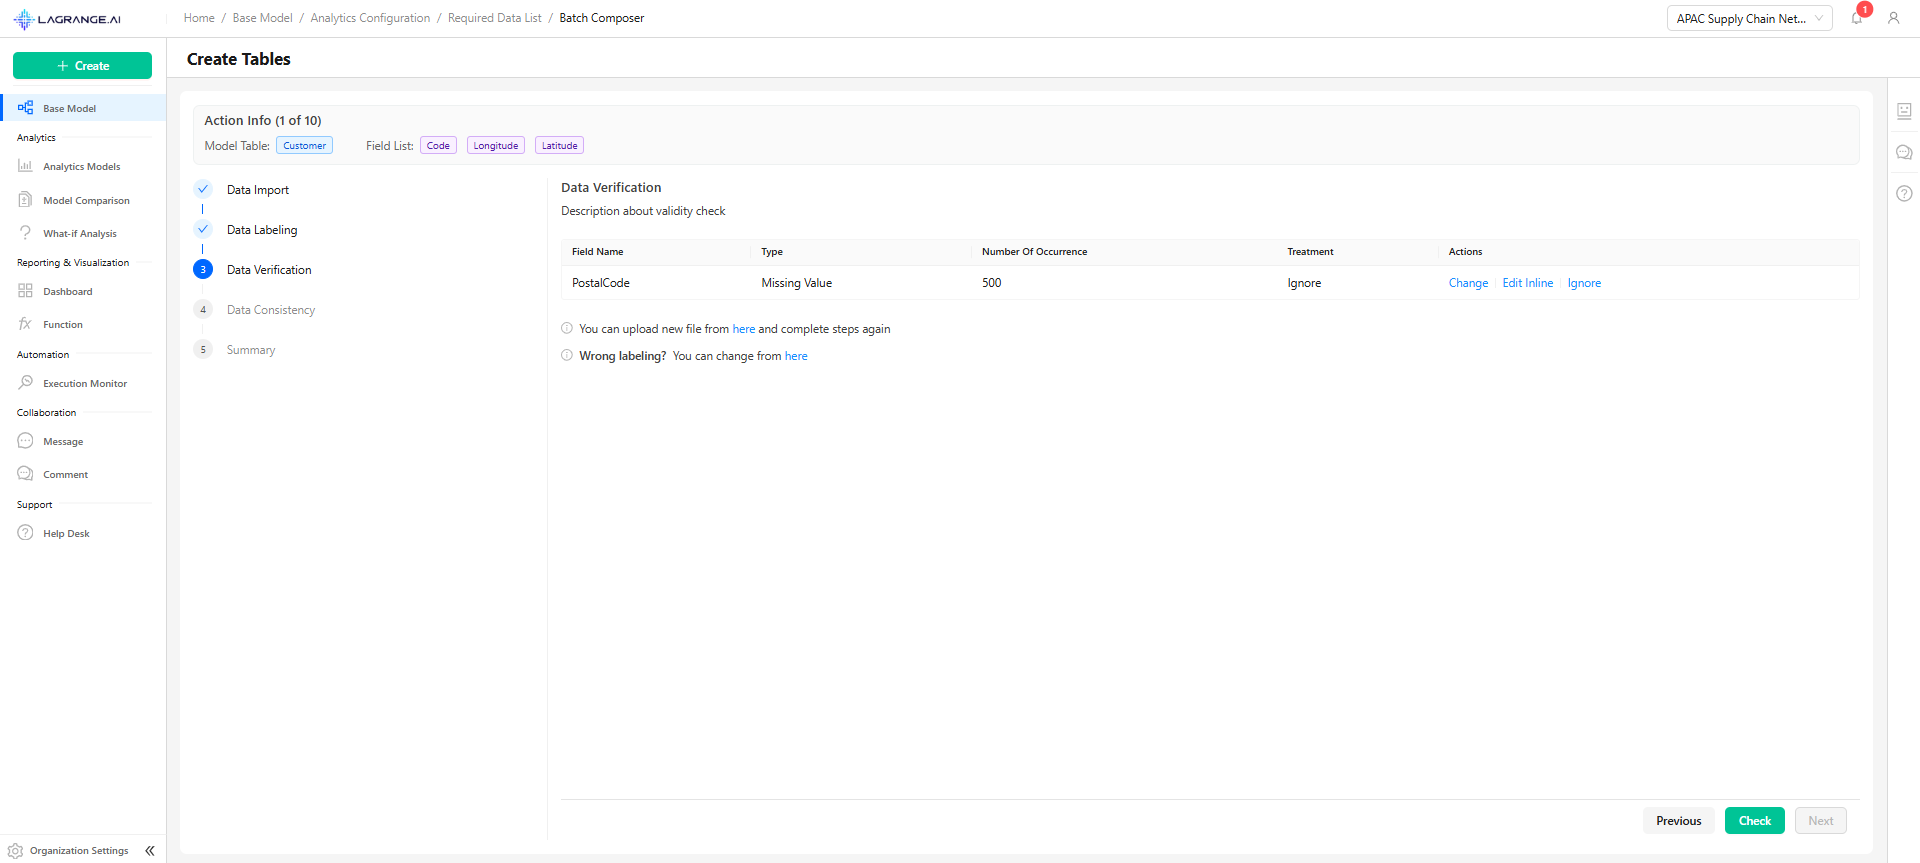 LAGRANGE.AI
Home / Base Model / Analytics Configuration / Required Data List / Batch Composer
APAC Supply Chain Net...
1
Create
Base Model
Analytics
Analytics Models
Model Comparison
What-if Analysis
Reporting & Visualization
Dashboard
Function
Automation
Execution Monitor
Collaboration
Message
Comment
Support
Help Desk
Organization Settings
Create Tables
Action Info (1 of 10)
Model Table: Customer Field List: Code Longitude Latitude
Data Import
Data Labeling
3 Data Verification
4 Data Consistency
5 Summary
Data Verification
Description about validity check
Field Name Type Number Of Occurrence Treatment Actions
PostalCode Missing Value 500 Ignore Change Edit Inline Ignore
You can upload new file from here and complete steps again
Wrong labeling? You can change from here
Previous Check Next